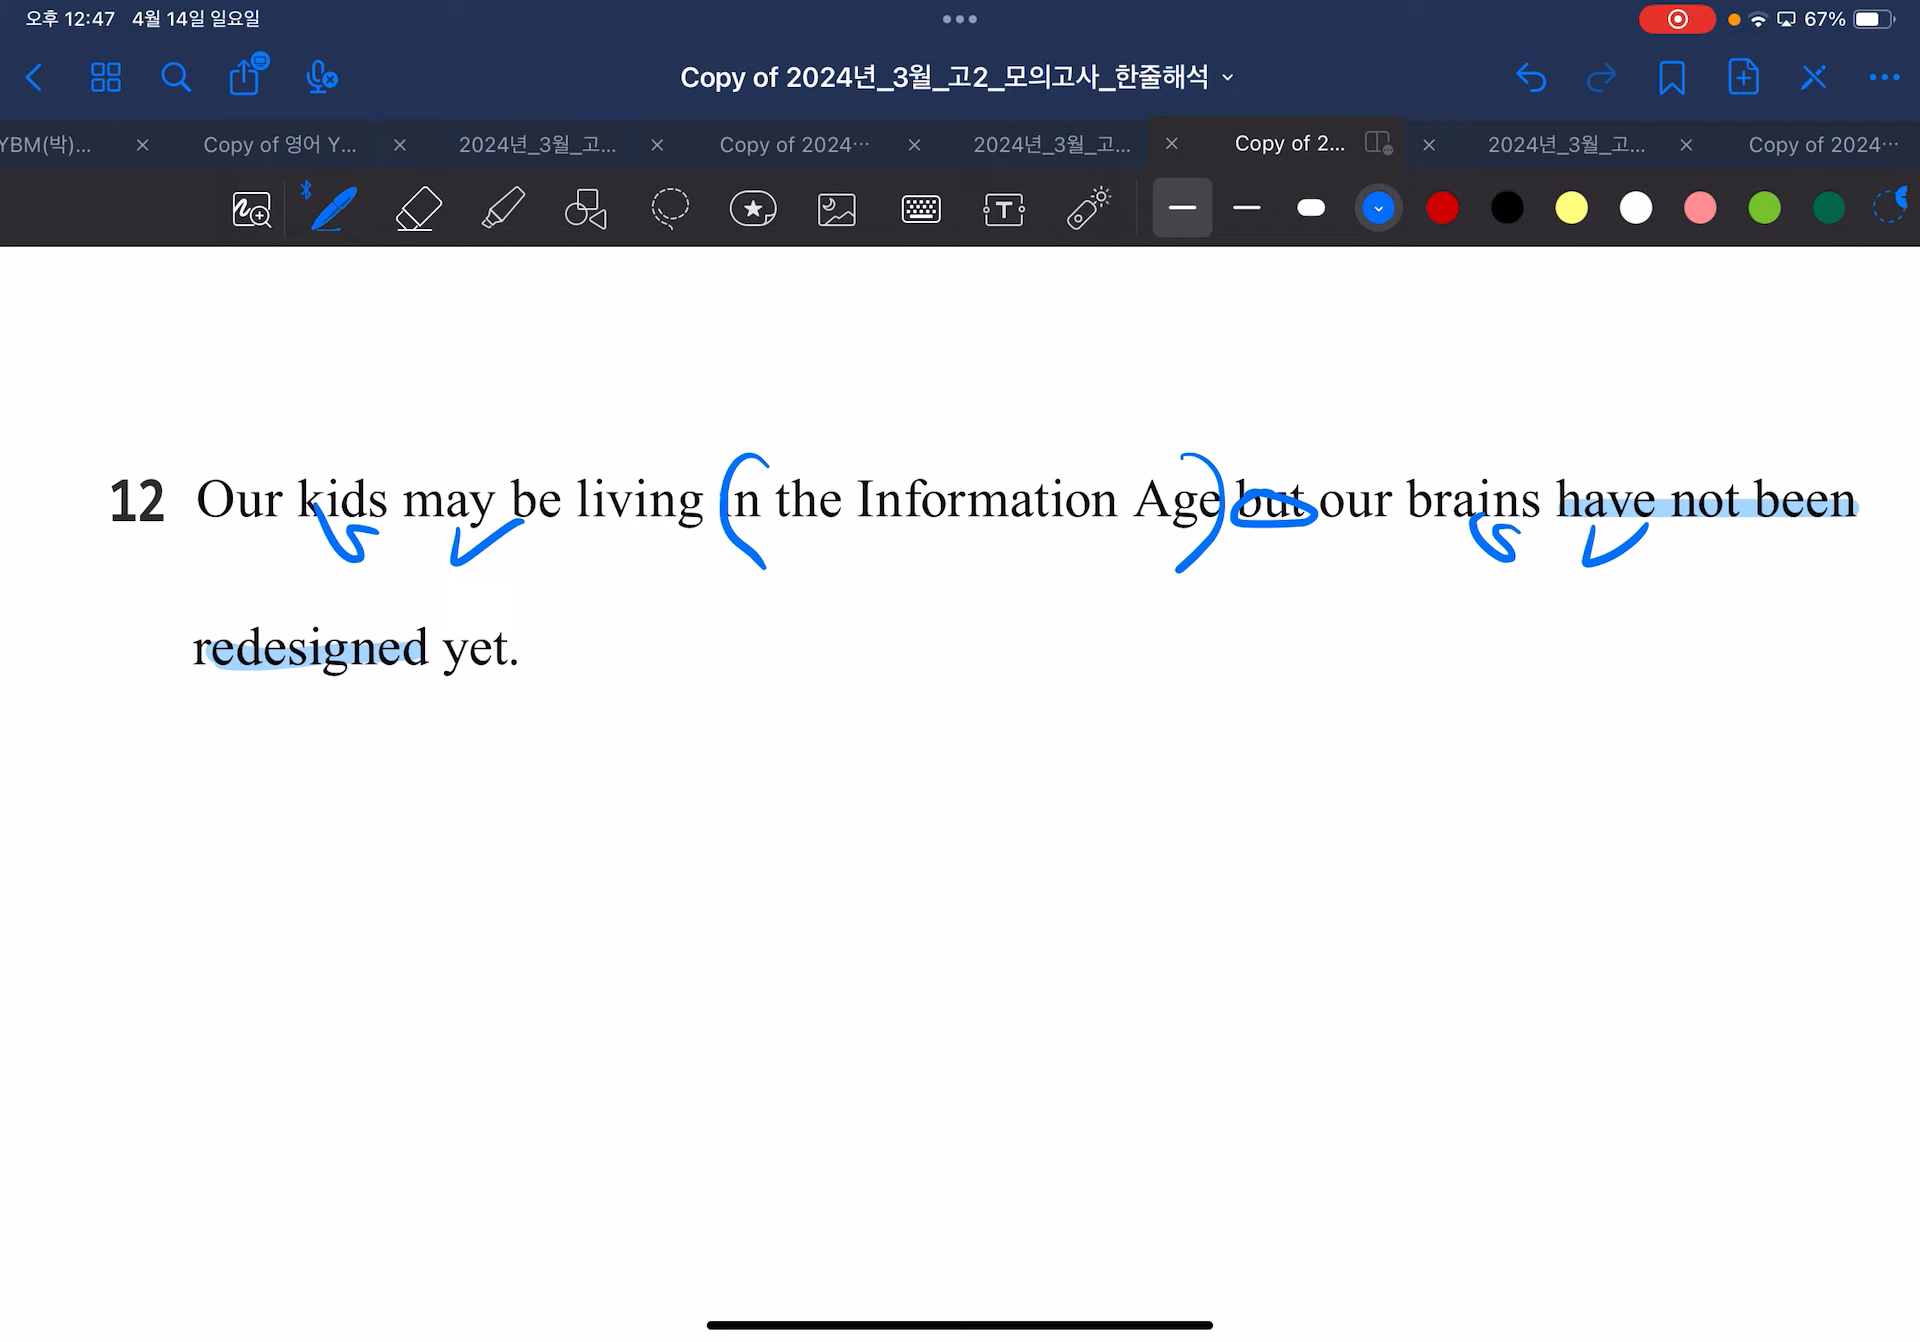 오후 12:47 4월 14일 일요일
67%
Copy of 2024년_3월_고2_모의고사_한줄해석
YBM(박)... Copy of 영어 Y... 2024년_3월_고... Copy of 2024... 2024년_3월_고... Copy of 2... 2024년_3월_고... Copy of 2024...
12 Our kids may be living in the Information Age but our brains have not been
redesigned yet.
S V S V